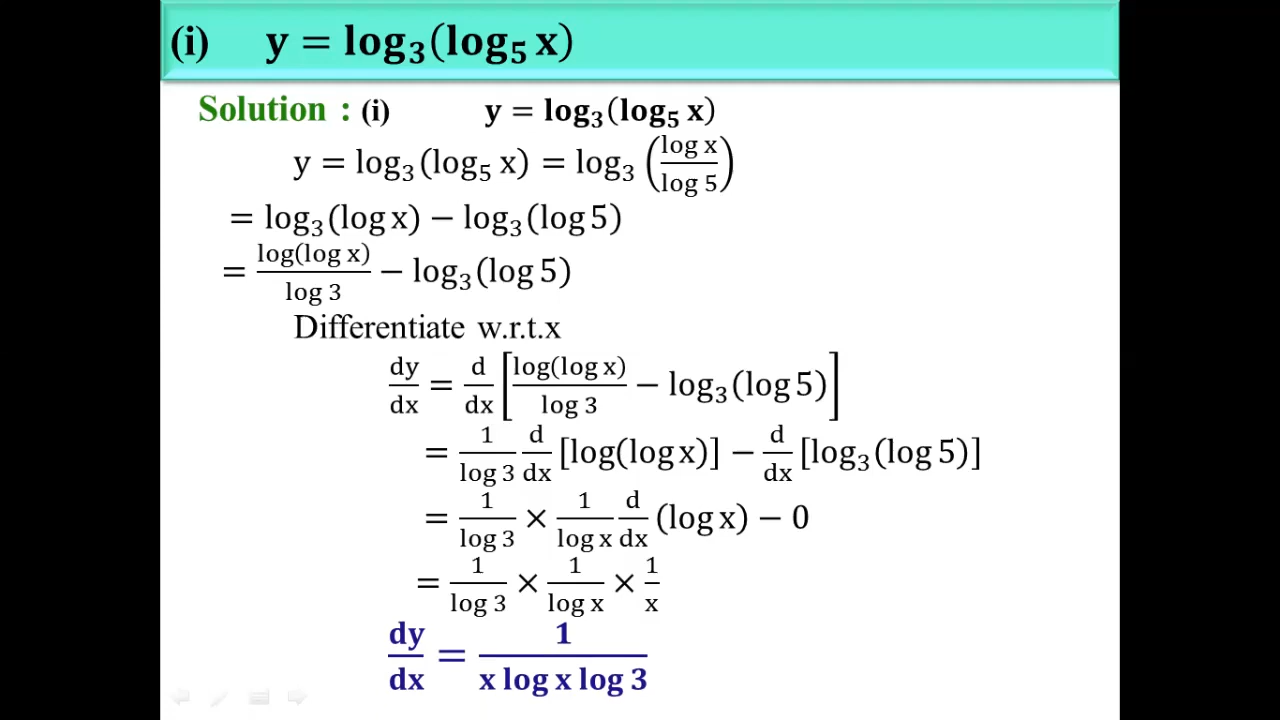 (i) y = log₃(log₅ x)
Solution : (i) y = log₃(log₅ x)
y = log₃(log₅ x) = log₃ (log x / log 5)
= log₃(log x) − log₃(log 5)
= log(log x) / log 3 − log₃(log 5)
Differentiate w.r.t.x
dy/dx = d/dx [log(log x) / log 3 − log₃(log 5)]
= 1/log 3 d/dx [log(log x)] − d/dx [log₃(log 5)]
= 1/log 3 × 1/log x d/dx (log x) − 0
= 1/log 3 × 1/log x × 1/x
dy/dx = 1 / x log x log 3